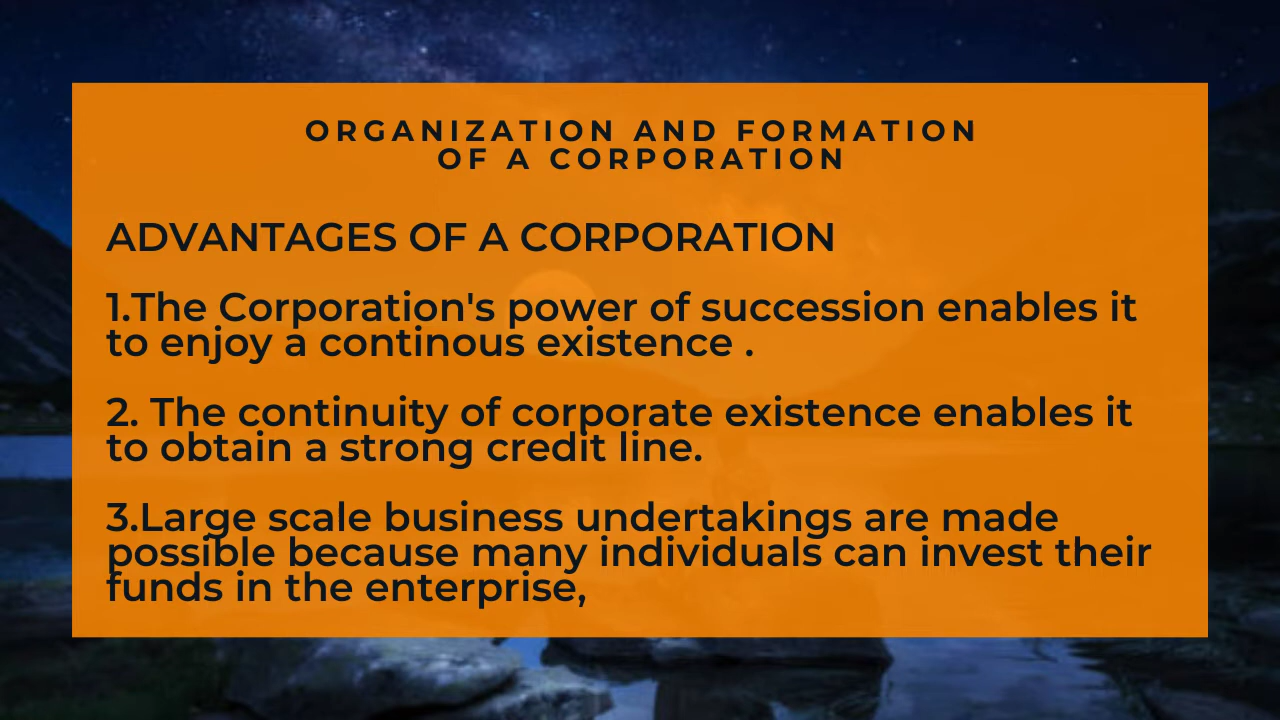 ORGANIZATION AND FORMATION
OF A CORPORATION
ADVANTAGES OF A CORPORATION
1.The Corporation's power of succession enables it
to enjoy a continous existence .
2. The continuity of corporate existence enables it
to obtain a strong credit line.
3.Large scale business undertakings are made
possible because many individuals can invest their
funds in the enterprise,